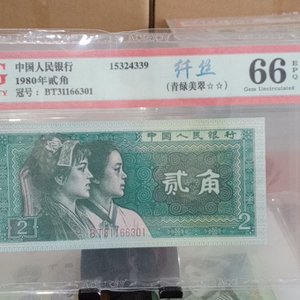 中国人民银行
1980年贰角
冠号：BT31166301
15324339
纤丝
(青绿美翠☆☆)
66 EPQ
Gem Uncirculated
中国人民银行
贰角
2
BT31166301
2